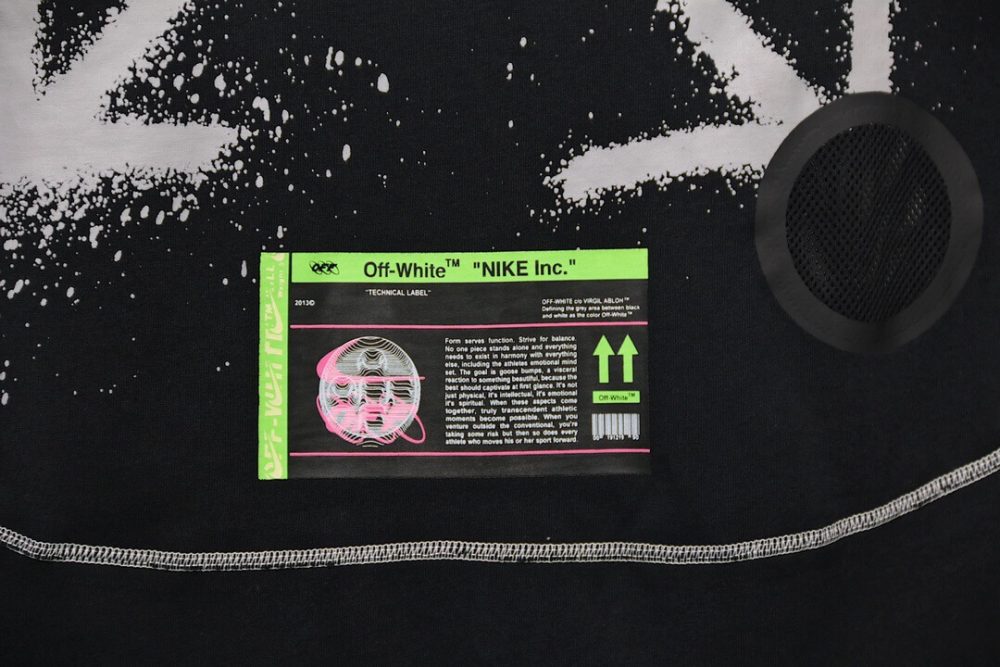 OFF
Off-White™ "NIKE Inc."
"TECHNICAL LABEL"
2013©
OFF-WHITE c/o VIRGIL ABLOH™
Defining the grey area between black
and white as the color Off-White™
Form serves function. Strive for balance.
No one piece stands alone and everything
needs to exist in harmony with everything
else, including the athletes emotional mind
set. The goal is goose bumps, a visceral
reaction to something beautiful, because the
best should captivate at first glance. It's not
just physical, it's intellectual, it's emotional
it's spiritual. When these aspects come
together, truly transcendent athletic
moments become possible. When you
venture outside the conventional, you're
taking some risk but then so does every
athlete who moves his or her sport forward.
Off-White™